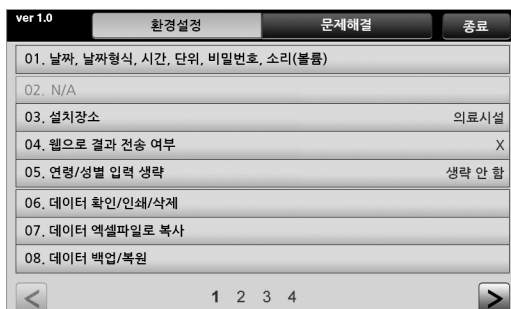 ver 1.0 환경설정 문제해결 종료
01. 날짜, 날짜형식, 시간, 단위, 비밀번호, 소리(볼륨)
02. N/A
03. 설치장소 의료시설
04. 웹으로 결과 전송 여부 X
05. 연령/성별 입력 생략 생략 안 함
06. 데이터 확인/인쇄/삭제
07. 데이터 엑셀파일로 복사
08. 데이터 백업/복원
< 1 2 3 4 >